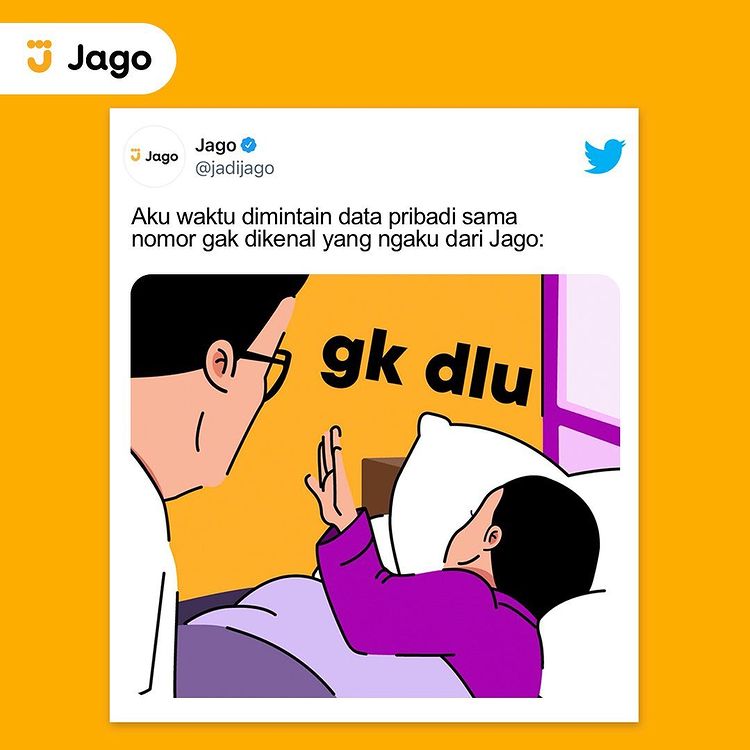 Jago
Jago
Jago
@jadijago
Aku waktu dimintain data pribadi sama
nomor gak dikenal yang ngaku dari Jago:
gk dlu